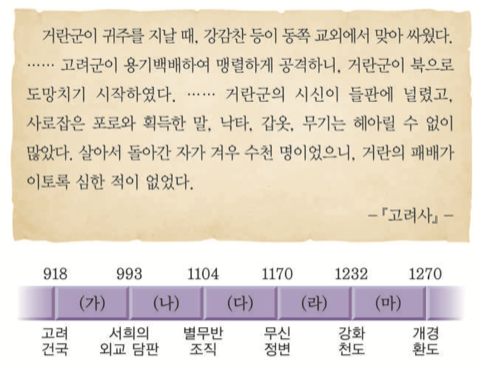 거란군이 귀주를 지날 때, 강감찬 등이 동쪽 교외에서 맞아 싸웠다.
…… 고려군이 용기백배하여 맹렬하게 공격하니, 거란군이 북으로
도망치기 시작하였다. …… 거란군의 시신이 들판에 널렸고,
사로잡은 포로와 획득한 말, 낙타, 갑옷, 무기는 헤아릴 수 없이
많았다. 살아서 돌아간 자가 겨우 수천 명이었으니, 거란의 패배가
이토록 심한 적이 없었다.
-『고려사』-
918 993 1104 1170 1232 1270
(가) (나) (다) (라) (마)
고려 서희의 별무반 무신 강화 개경
건국 외교 담판 조직 정변 천도 환도